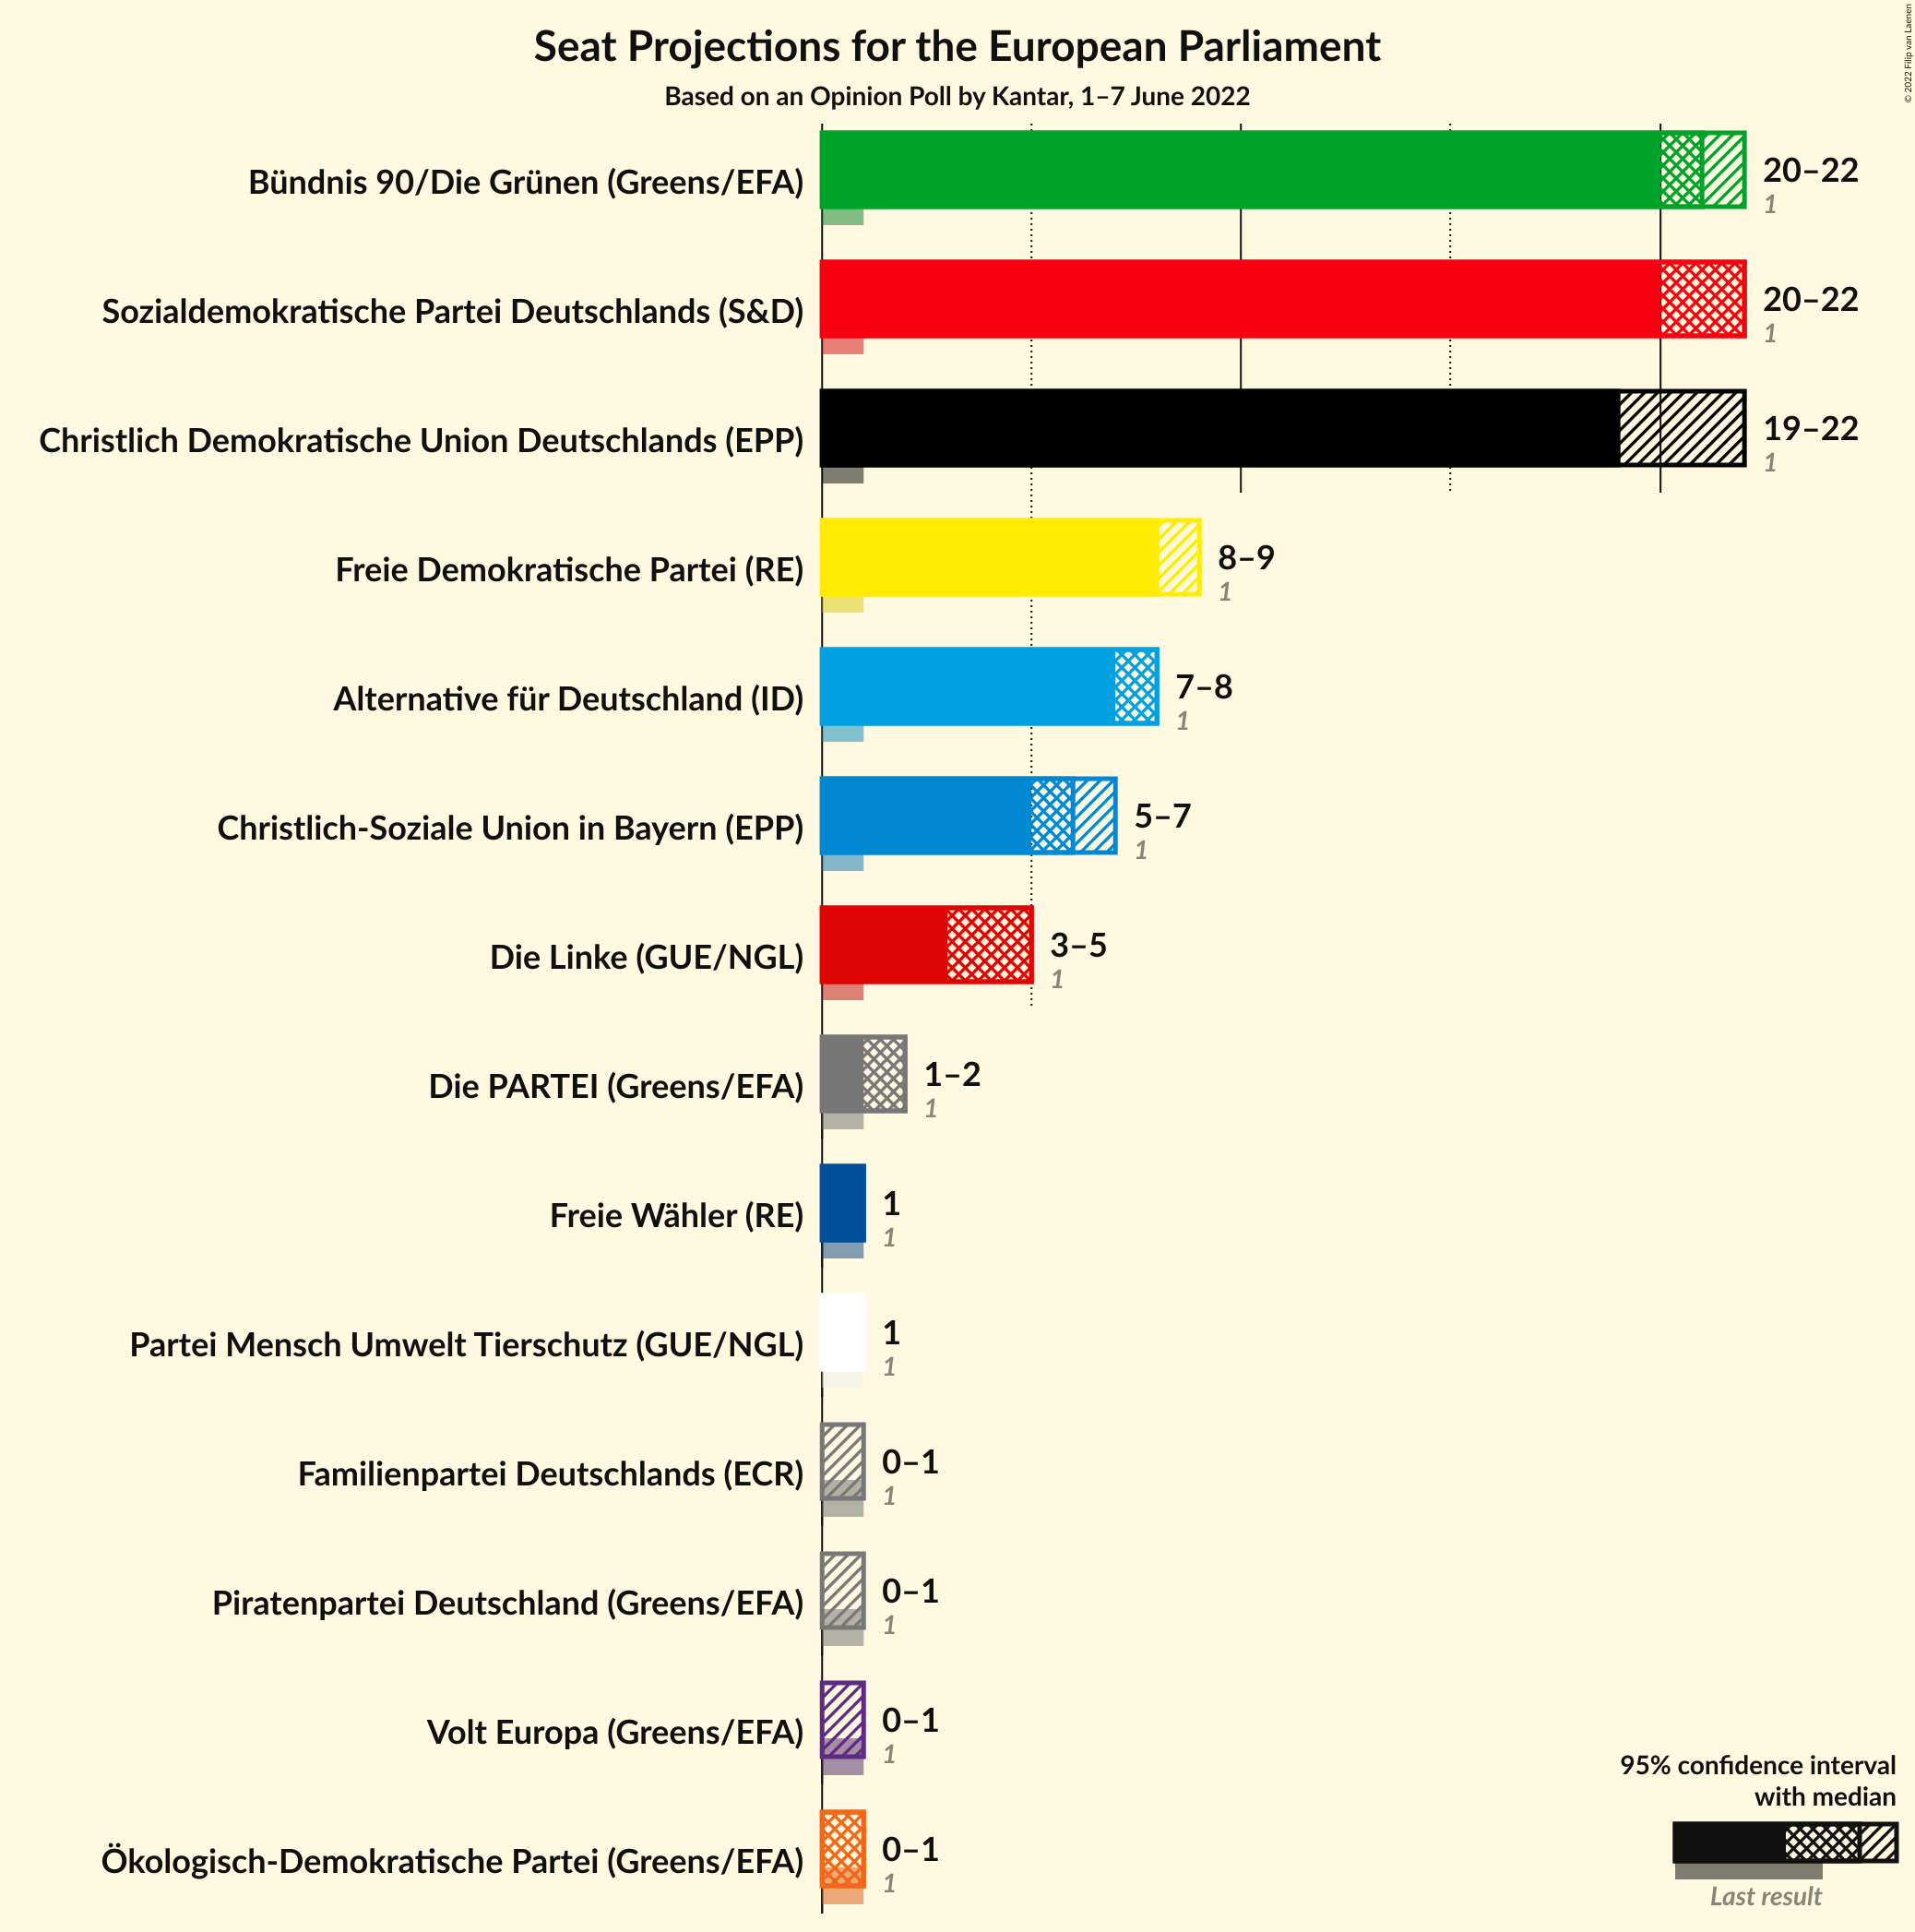 Seat Projections for the European Parliament
Based on an Opinion Poll by Kantar, 1–7 June 2022
© 2022 Filip van Laenen
Bündnis 90/Die Grünen (Greens/EFA)
20–22
1
Sozialdemokratische Partei Deutschlands (S&D)
20–22
1
Christlich Demokratische Union Deutschlands (EPP)
19–22
1
Freie Demokratische Partei (RE)
8–9
1
Alternative für Deutschland (ID)
7–8
1
Christlich-Soziale Union in Bayern (EPP)
5–7
1
Die Linke (GUE/NGL)
3–5
1
Die PARTEI (Greens/EFA)
1–2
1
Freie Wähler (RE)
1
1
Partei Mensch Umwelt Tierschutz (GUE/NGL)
1
1
Familienpartei Deutschlands (ECR)
0–1
1
Piratenpartei Deutschland (Greens/EFA)
0–1
1
Volt Europa (Greens/EFA)
0–1
1
Ökologisch-Demokratische Partei (Greens/EFA)
0–1
1
95% confidence interval
with median
Last result